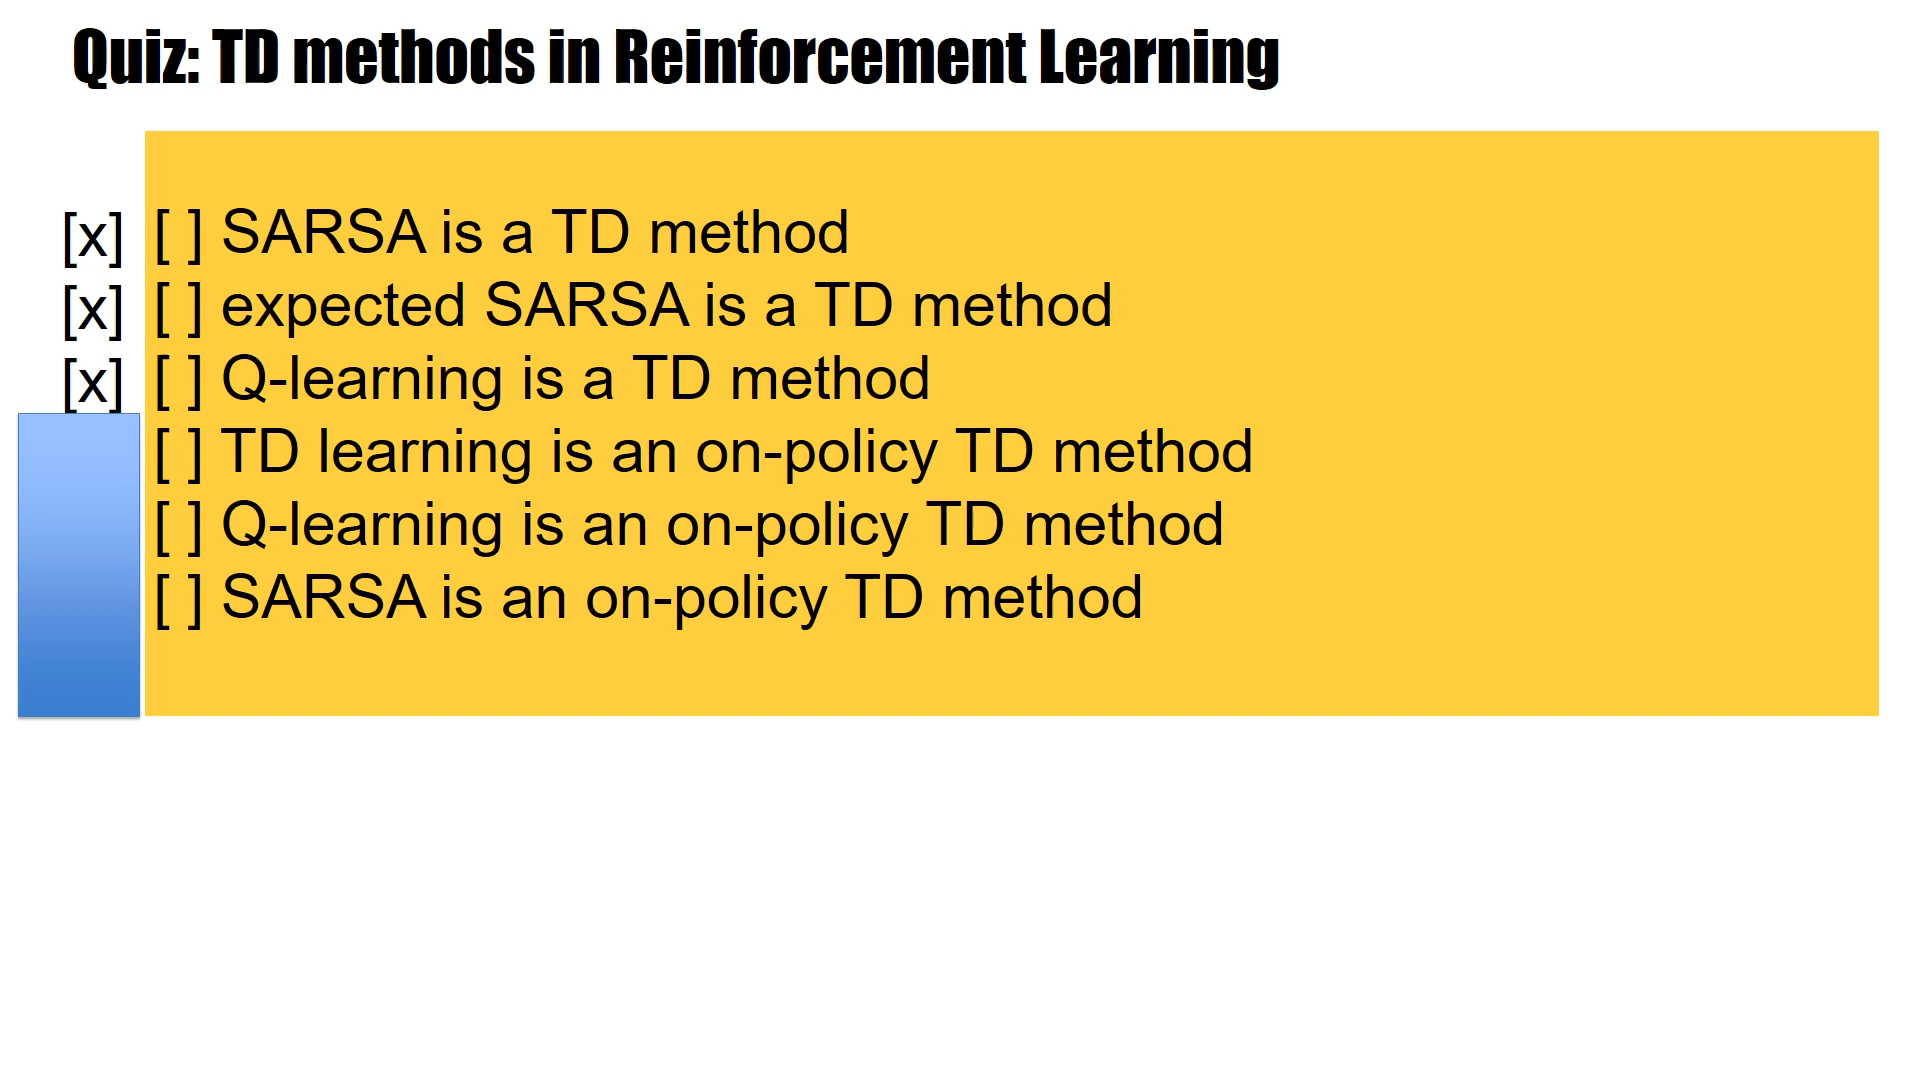 Quiz: TD methods in Reinforcement Learning
[x] [ ] SARSA is a TD method
[x] [ ] expected SARSA is a TD method
[x] [ ] Q-learning is a TD method
[ ] TD learning is an on-policy TD method
[ ] Q-learning is an on-policy TD method
[ ] SARSA is an on-policy TD method